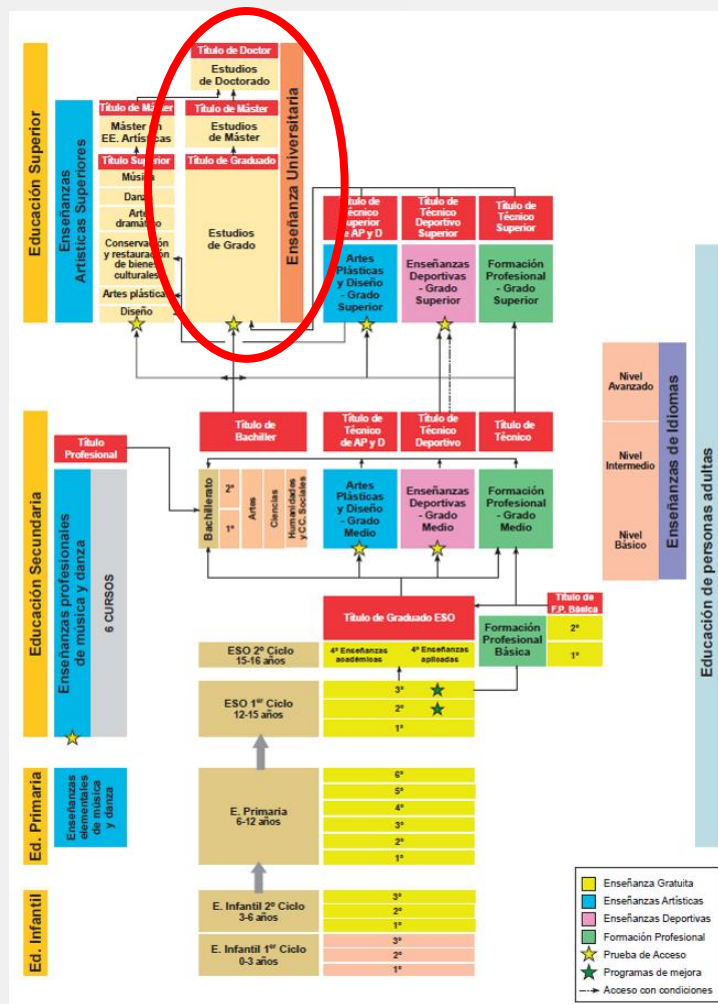 Educación Superior
Enseñanzas
Artísticas Superiores
Título de Máster
Máster en
EE. Artísticas
Título Superior
Música
Danza
Arte
dramático
Conservación
y restauración
de bienes
culturales
Artes plásticas
Diseño
Título de Doctor
Estudios
de Doctorado
Título de Máster
Estudios
de Máster
Título de Graduado
Estudios
de Grado
Enseñanza Universitaria
Título de
Técnico
Superior
de AP y D
Artes
Plásticas
y Diseño
- Grado
Superior
Título de
Técnico
Deportivo
Superior
Enseñanzas
Deportivas
- Grado
Superior
Título de
Técnico
Superior
Formación
Profesional
- Grado
Superior
Educación Secundaria
Título
Profesional
Enseñanzas profesionales
de música y danza
6 CURSOS
Título de
Bachiller
Bachillerato
2º
1º
Artes
Ciencias
Humanidades
y CC. Sociales
Título de
Técnico
de AP y D
Artes
Plásticas
y Diseño
- Grado
Medio
Título de
Técnico
Deportivo
Enseñanzas
Deportivas
- Grado
Medio
Título de
Técnico
Formación
Profesional
- Grado
Medio
Título de Graduado ESO
Título de
F.P. Básica
Formación
Profesional
Básica
2º
1º
ESO 2º Ciclo
15-16 años
4º Enseñanzas
académicas
4º Enseñanzas
aplicadas
ESO 1er Ciclo
12-15 años
3º
2º
1º
Ed. Primaria
Enseñanzas
elementales
de música
y danza
E. Primaria
6-12 años
6º
5º
4º
3º
2º
1º
Ed. Infantil
E. Infantil 2º Ciclo
3-6 años
3º
2º
1º
E. Infantil 1er Ciclo
0-3 años
3º
2º
1º
Nivel
Avanzado
Nivel
Intermedio
Nivel
Básico
Enseñanzas de idiomas
Educación de personas adultas
Enseñanza Gratuita
Enseñanzas Artísticas
Enseñanzas Deportivas
Formación Profesional
Prueba de Acceso
Programas de mejora
Acceso con condiciones